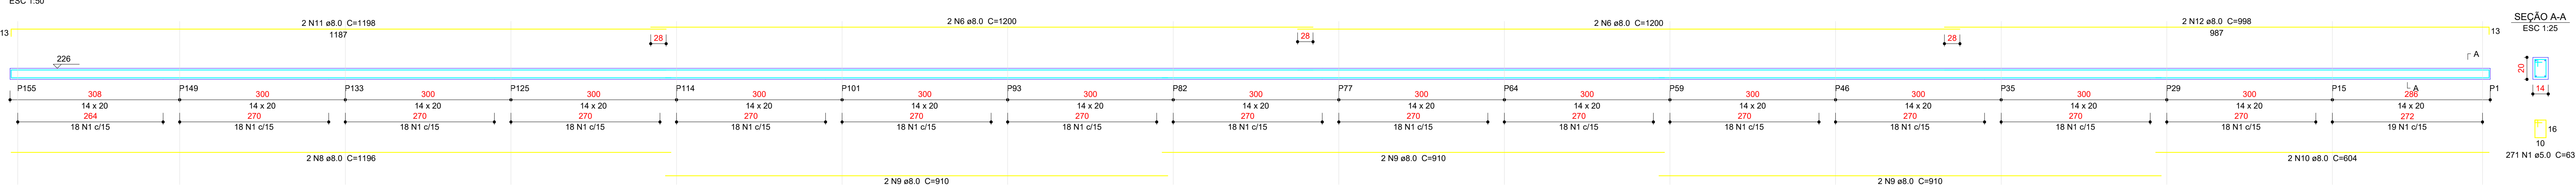 ESC 1:50
2 N11 ø8.0 C=1198
1187
13
2 N6 ø8.0 C=1200
2 N6 ø8.0 C=1200
2 N12 ø8.0 C=998
987
13
28
28
28
226
A
SEÇÃO A-A
ESC 1:25
20
14
P155 P149 P133 P125 P114 P101 P93 P82 P77 P64 P59 P46 P35 P29 P15 A P1
308 300 300 300 300 300 300 300 300 300 300 300 300 300 286
14 x 20 14 x 20 14 x 20 14 x 20 14 x 20 14 x 20 14 x 20 14 x 20 14 x 20 14 x 20 14 x 20 14 x 20 14 x 20 14 x 20 14 x 20
264 270 270 270 270 270 270 270 270 270 270 270 270 270 272
18 N1 c/15 18 N1 c/15 18 N1 c/15 18 N1 c/15 18 N1 c/15 18 N1 c/15 18 N1 c/15 18 N1 c/15 18 N1 c/15 18 N1 c/15 18 N1 c/15 18 N1 c/15 18 N1 c/15 18 N1 c/15 19 N1 c/15
16
10
271 N1 ø5.0 C=63
2 N8 ø8.0 C=1196
2 N9 ø8.0 C=910
2 N10 ø8.0 C=604
2 N9 ø8.0 C=910
2 N9 ø8.0 C=910